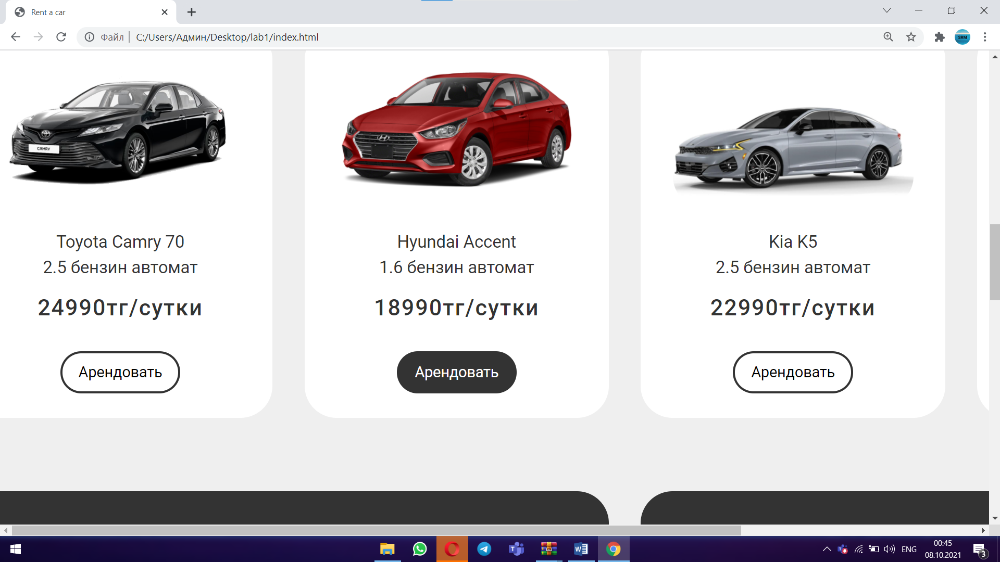 Rent a car
Файл
C:/Users/Админ/Desktop/lab1/index.html
SRM
CAMRY
Toyota Camry 70
2.5 бензин автомат
24990тг/сутки
Арендовать
Hyundai Accent
1.6 бензин автомат
18990тг/сутки
Арендовать
Kia K5
2.5 бензин автомат
22990тг/сутки
Арендовать
ENG
00:45
08.10.2021
3